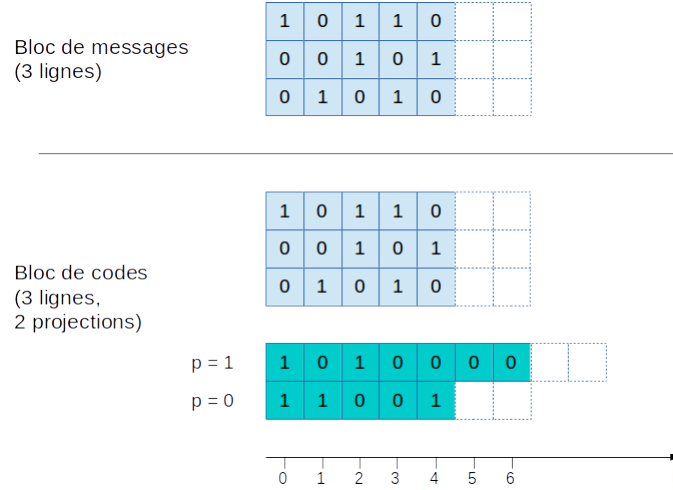 1 0 1 1 0
Bloc de messages
(3 lignes)
0 0 1 0 1
0 1 0 1 0
1 0 1 1 0
0 0 1 0 1
Bloc de codes
(3 lignes,
2 projections)
0 1 0 1 0
p = 1 1 0 1 0 0 0 0
p = 0 1 1 0 0 1
0 1 2 3 4 5 6